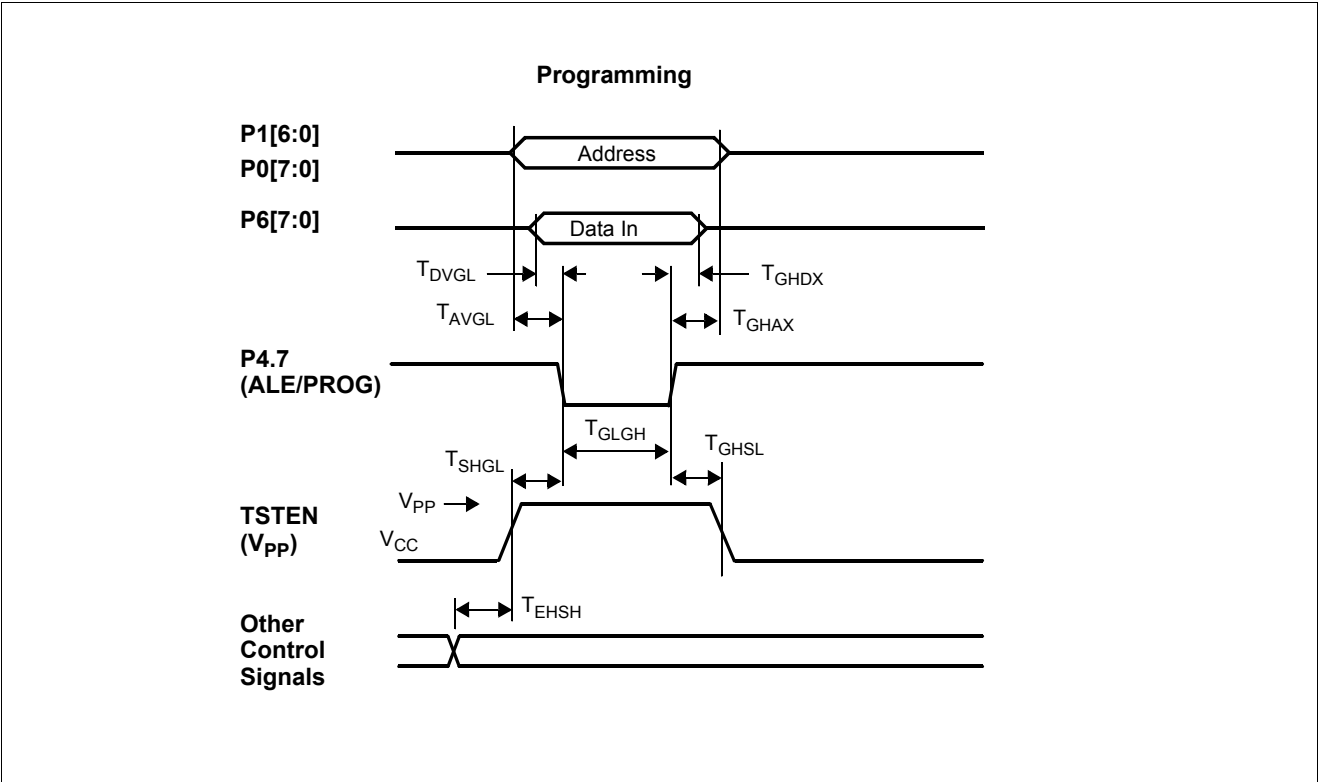 Programming
P1[6:0]
P0[7:0]
Address
P6[7:0]
Data In
TDVGL
TGHDX
TAVGL
TGHAX
P4.7
(ALE/PROG)
TGLGH
TGHSL
TSHGL
VPP
TSTEN
(VPP)
VCC
TEHSH
Other
Control
Signals